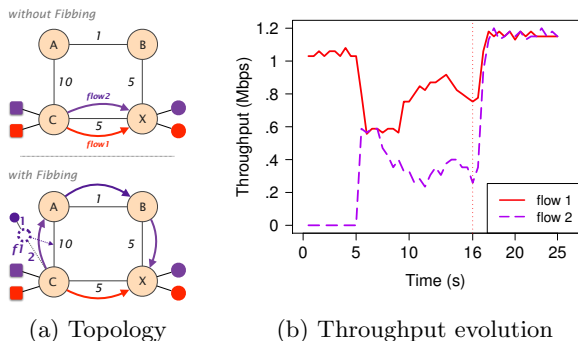 without Fibbing
A
1
B
10
5
flow2
C
5
X
flow1
with Fibbing
A
1
B
1
f1
10
5
2
C
5
X
(a) Topology
Throughput (Mbps)
1.2
1
.8
.6
.4
.2
0
0
5
10
16
20
25
flow 1
flow 2
Time (s)
(b) Throughput evolution